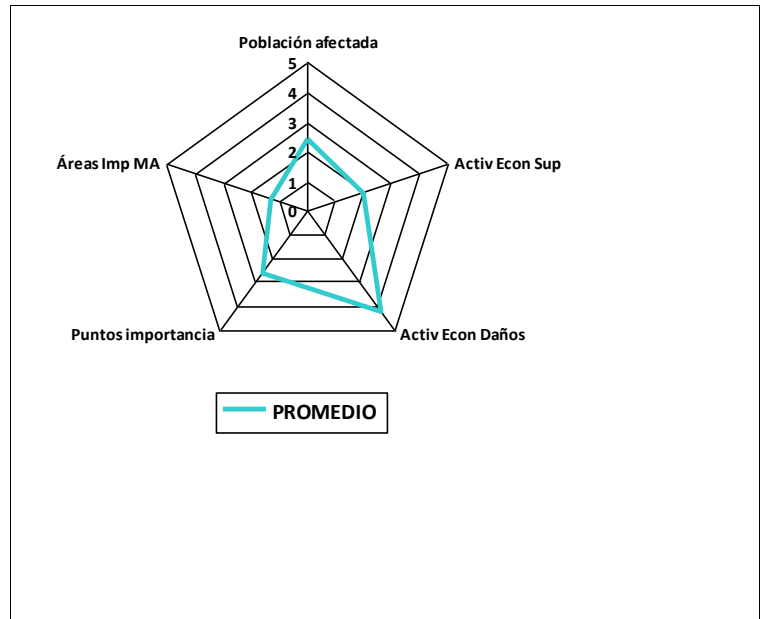 Población afectada
5
4
3
2
1
0
Áreas Imp MA
Activ Econ Sup
Puntos importancia
Activ Econ Daños
PROMEDIO